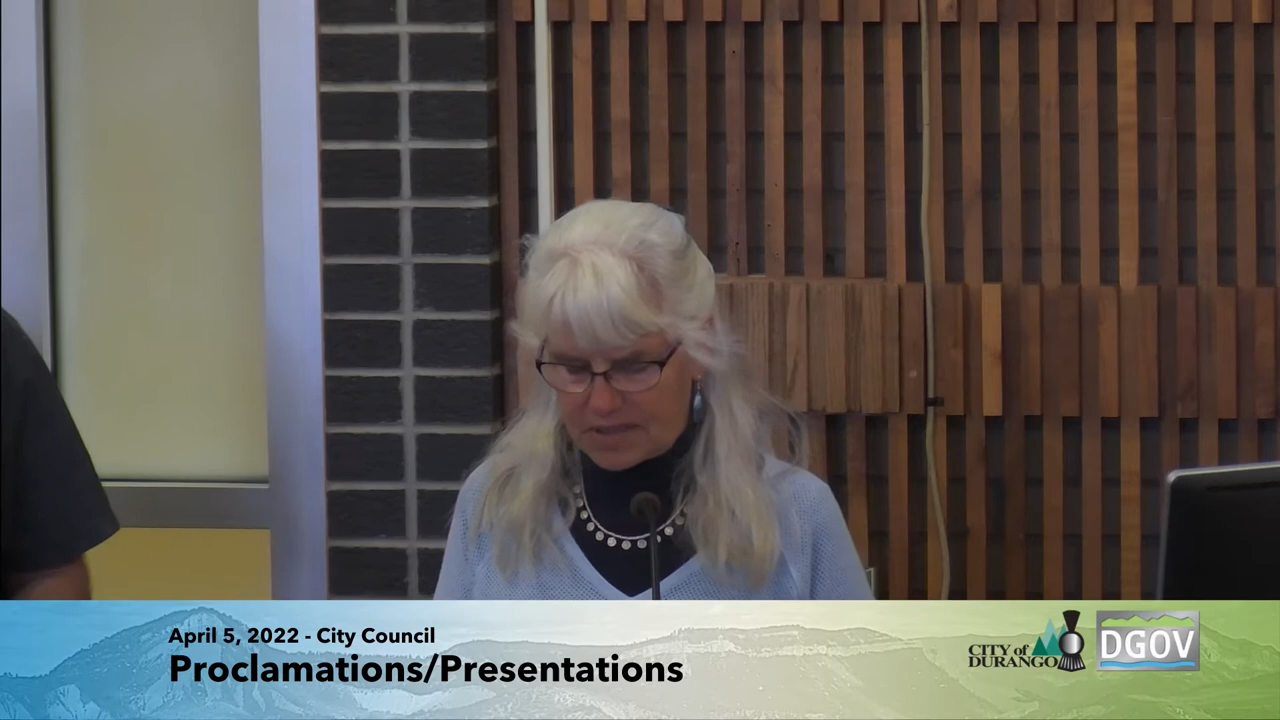 April 5, 2022 - City Council
Proclamations/Presentations
CITY of
DURANGO
DGOV